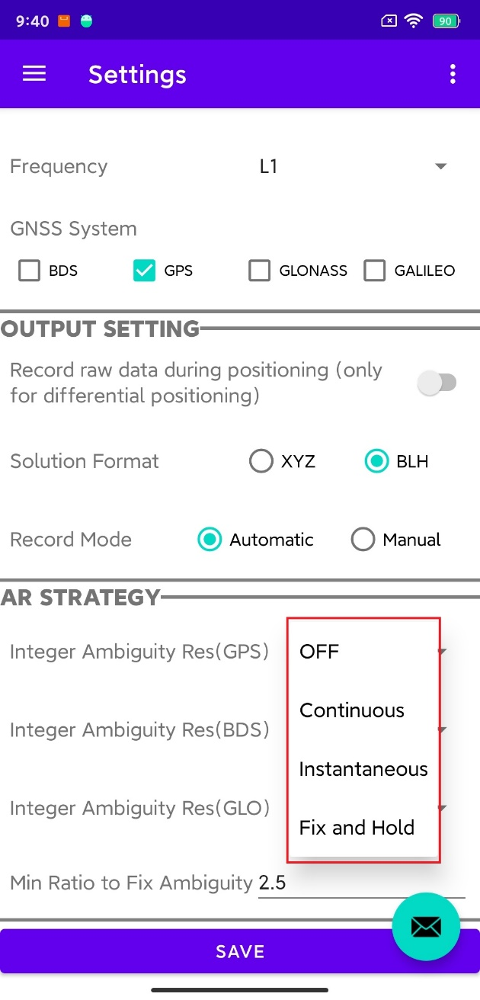 9:40
90
Settings
Frequency L1
GNSS System
BDS GPS GLONASS GALILEO
OUTPUT SETTING
Record raw data during positioning (only
for differential positioning)
Solution Format XYZ BLH
Record Mode Automatic Manual
AR STRATEGY
Integer Ambiguity Res(GPS) OFF
Continuous
Integer Ambiguity Res(BDS)
Instantaneous
Integer Ambiguity Res(GLO)
Fix and Hold
Min Ratio to Fix Ambiguity 2.5
SAVE